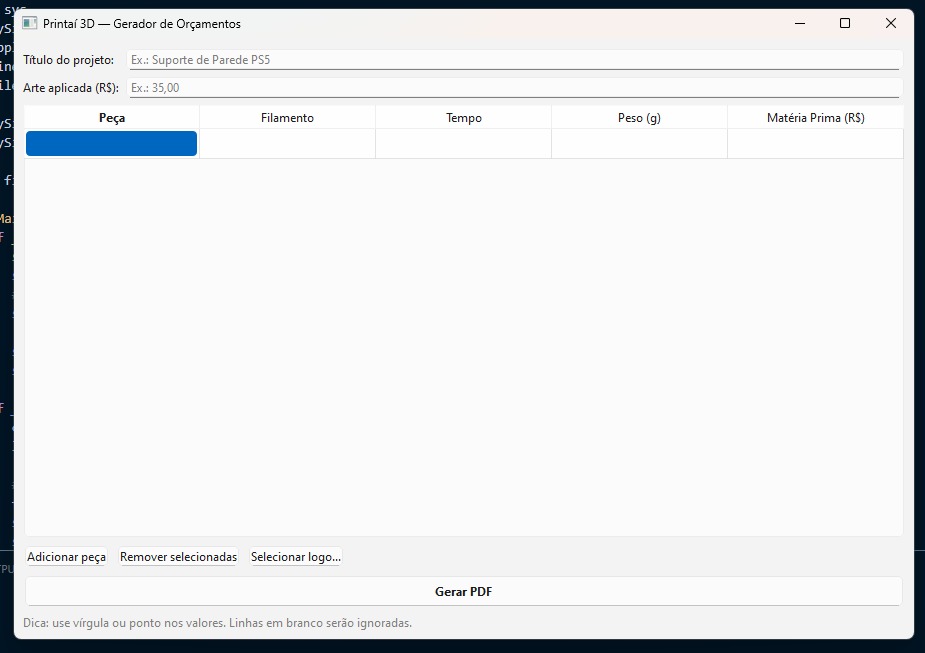 Printaí 3D — Gerador de Orçamentos
Título do projeto: Ex.: Suporte de Parede PS5
Arte aplicada (R$): Ex.: 35,00
Peça Filamento Tempo Peso (g) Matéria Prima (R$)
Adicionar peça Remover selecionadas Selecionar logo...
Gerar PDF
Dica: use vírgula ou ponto nos valores. Linhas em branco serão ignoradas.